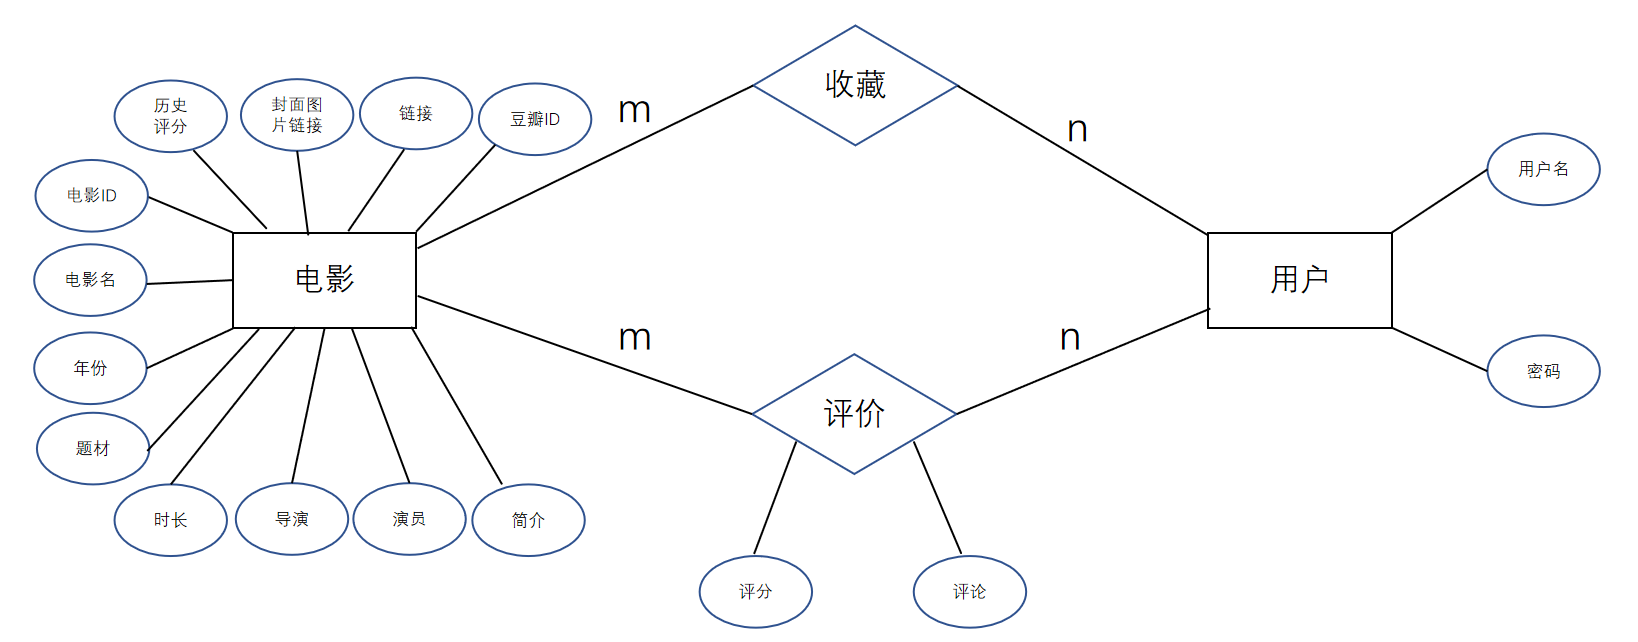 收藏
m
n
历史
评分
封面图
片链接
链接
豆瓣ID
用户名
电影ID
电影名
电影
用户
m
n
年份
密码
评价
题材
时长
导演
演员
简介
评分
评论